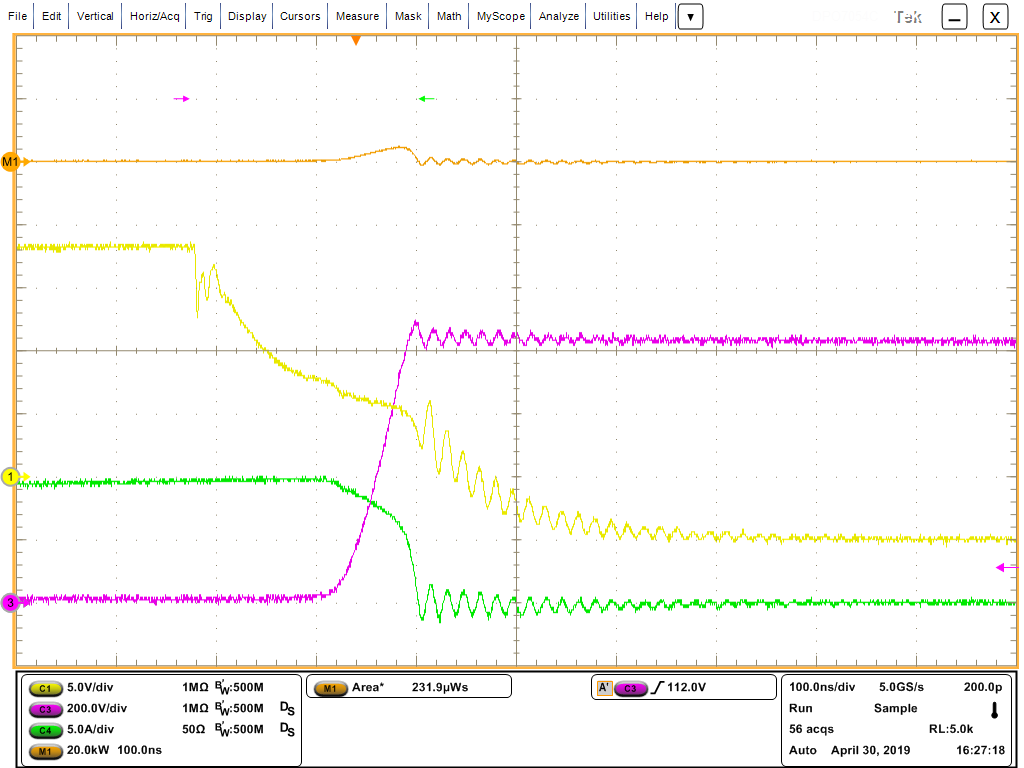 File Edit Vertical Horiz/Acq Trig Display Cursors Measure Mask Math MyScope Analyze Utilities Help ▼ Tek X
M1
1
3
C1 5.0V/div 1MΩ BW:500M
C3 200.0V/div 1MΩ BW:500M DS
C4 5.0A/div 50Ω BW:500M DS
M1 20.0kW 100.0ns
M1 Area* 231.9µWs
A' C3 112.0V
100.0ns/div 5.0GS/s 200.0p
Run Sample
56 acqs RL:5.0k
Auto April 30, 2019 16:27:18